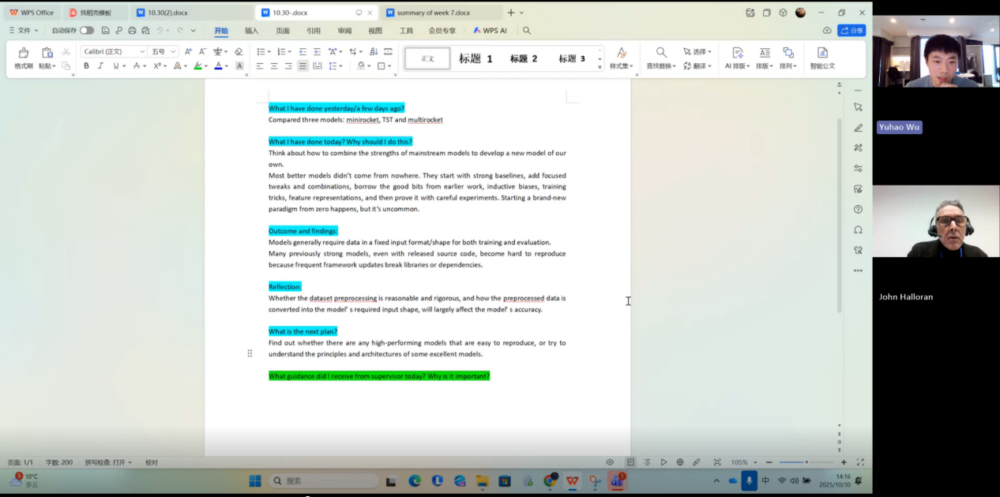 WPS Office
找稻壳模板
10.30(2).docx
10.30-.docx
summary of week 7.docx
文件
自动保存
开始
插入
页面
引用
审阅
视图
工具
会员专享
WPS AI
分享
格式刷
粘贴
Calibri (正文)
五号
正文
标题 1
标题 2
标题 3
样式集
查找替换
选择
翻译
AI 排版
排版
排列
智能公文
What I have done yesterday/a few days ago?
Compared three models: minirocket, TST and multirocket
What I have done today? Why should I do this?
Think about how to combine the strengths of mainstream models to develop a new model of our
own.
Most better models didn't come from nowhere. They start with strong baselines, add focused
tweaks and combinations, borrow the good bits from earlier work, inductive biases, training
tricks, feature representations, and then prove it with careful experiments. Starting a brand-new
paradigm from zero happens, but it's uncommon.
Outcome and findings:
Models generally require data in a fixed input format/shape for both training and evaluation.
Many previously strong models, even with released source code, become hard to reproduce
because frequent framework updates break libraries or dependencies.
Reflection:
Whether the dataset preprocessing is reasonable and rigorous, and how the preprocessed data is
converted into the model' s required input shape, will largely affect the model' s accuracy.
What is the next plan?
Find out whether there are any high-performing models that are easy to reproduce, or try to
understand the principles and architectures of some excellent models.
What guidance did I receive from supervisor today? Why is it important?
Yuhao Wu
John Halloran
页面: 1/1
字数: 200
拼写检查: 打开
校对
105%
10°C
多云
搜索
中
14:16
2025/10/30